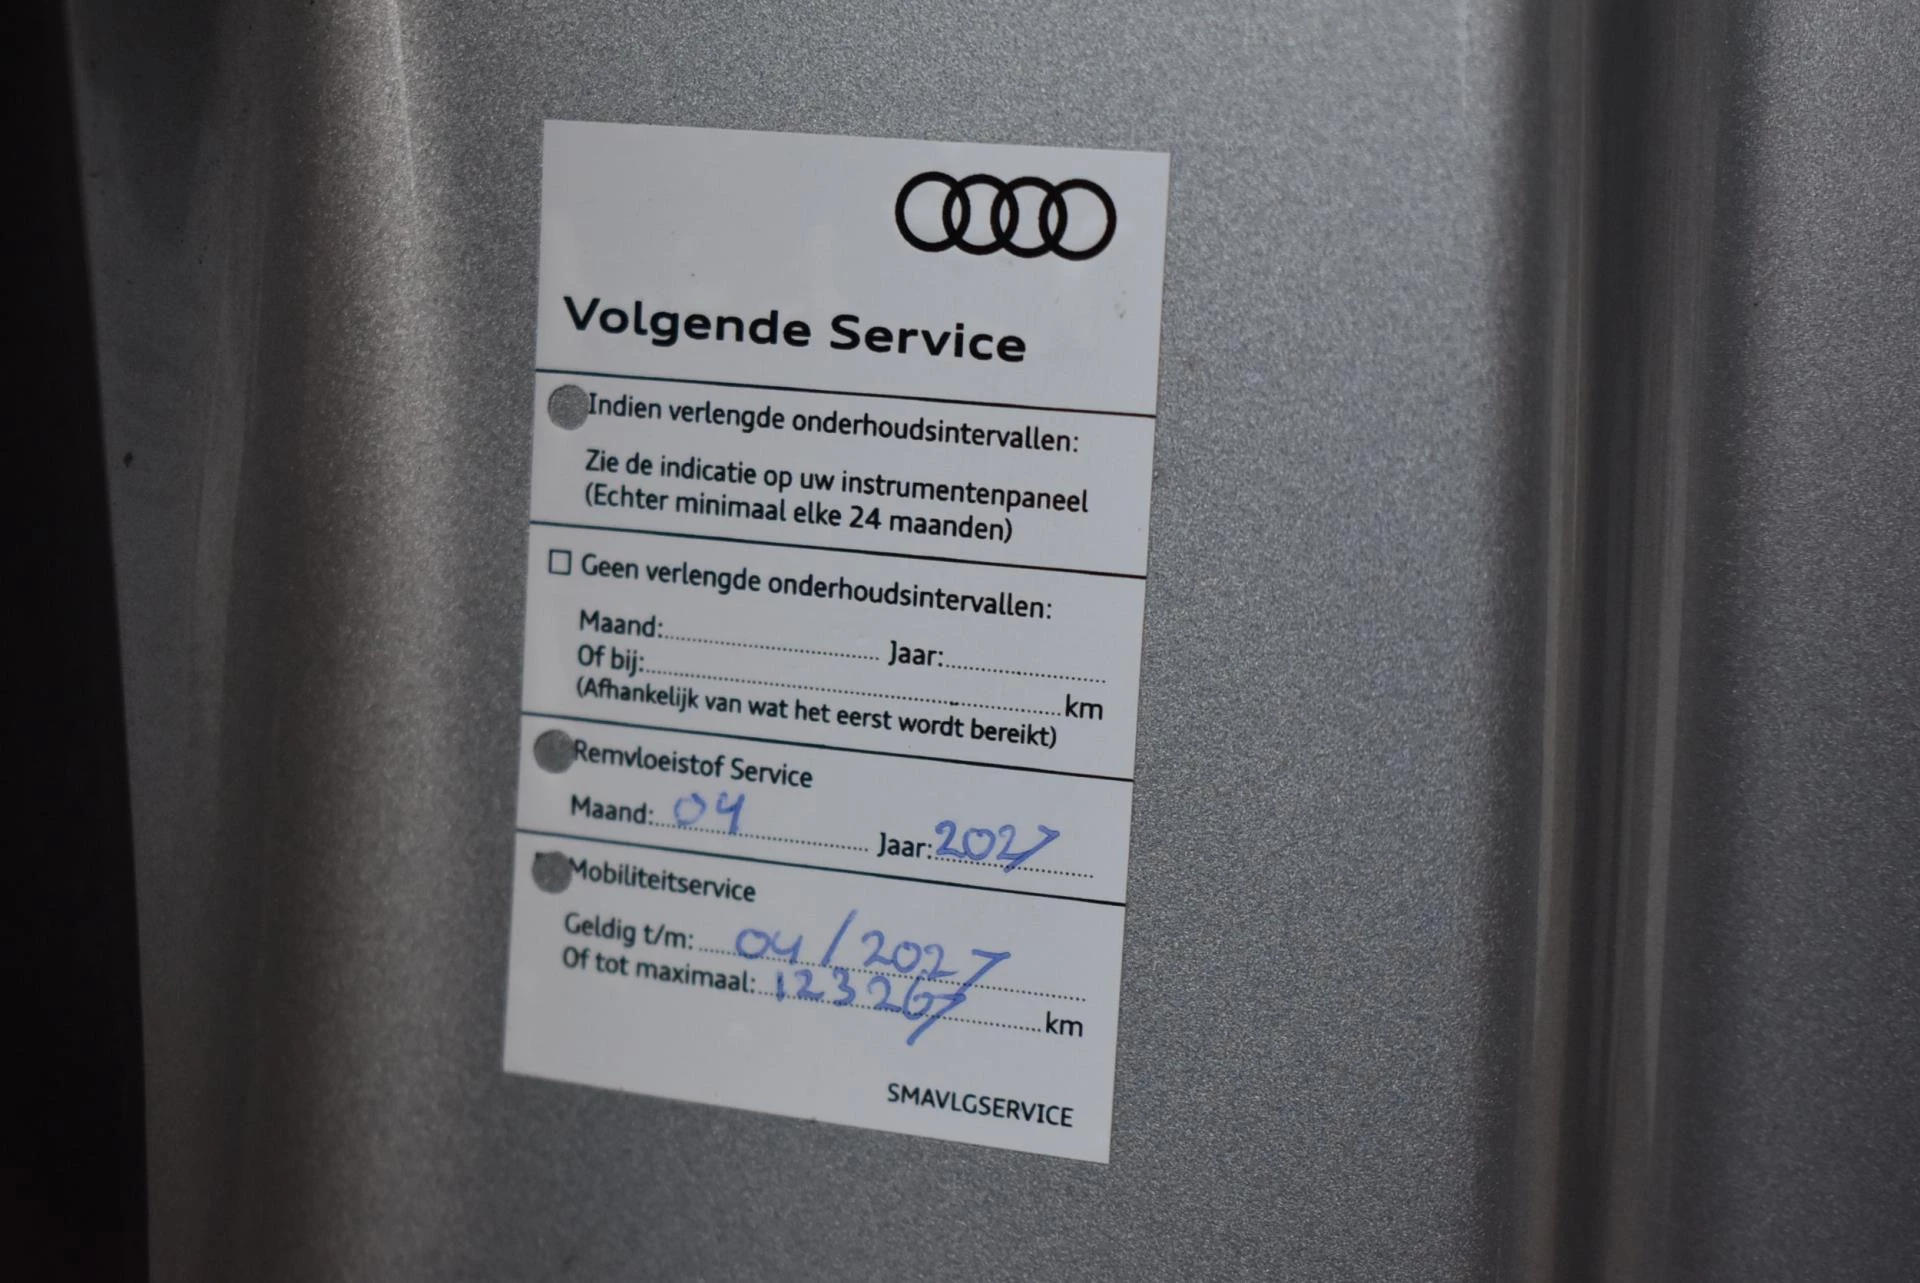 Volgende Service
Indien verlengde onderhoudsintervallen:
Zie de indicatie op uw instrumentenpaneel
(Echter minimaal elke 24 maanden)
Geen verlengde onderhoudsintervallen:
Maand: Jaar:
Of bij: km
(Afhankelijk van wat het eerst wordt bereikt)
Remvloeistof Service
Maand: 04 Jaar: 2027
Mobiliteitservice
Geldig t/m: 04/2027
Of tot maximaal: 123267 km
SMAVLGSERVICE